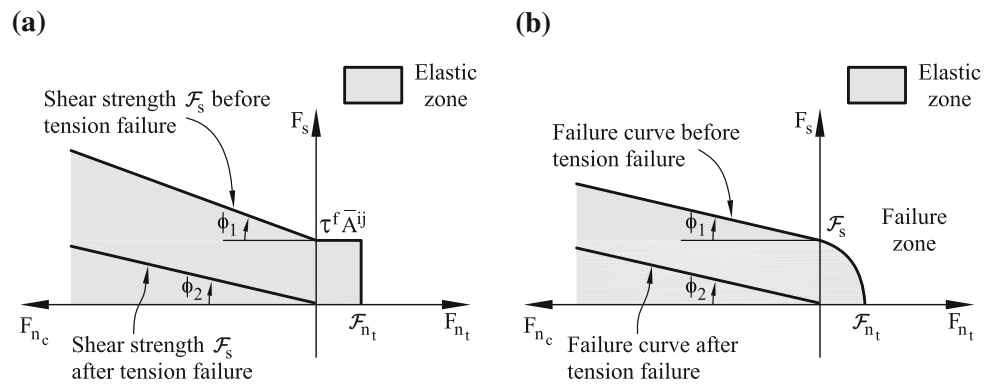 (a)
Elastic
zone
Shear strength ℱs before
tension failure
Fs
ϕ1
τ^f A̅^ij
ϕ2
Fnc
ℱnt
Fnt
Shear strength ℱs
after tension failure
(b)
Elastic
zone
Fs
Failure curve before
tension failure
ϕ1
ℱs
Failure
zone
ϕ2
Fnc
ℱnt
Fnt
Failure curve after
tension failure